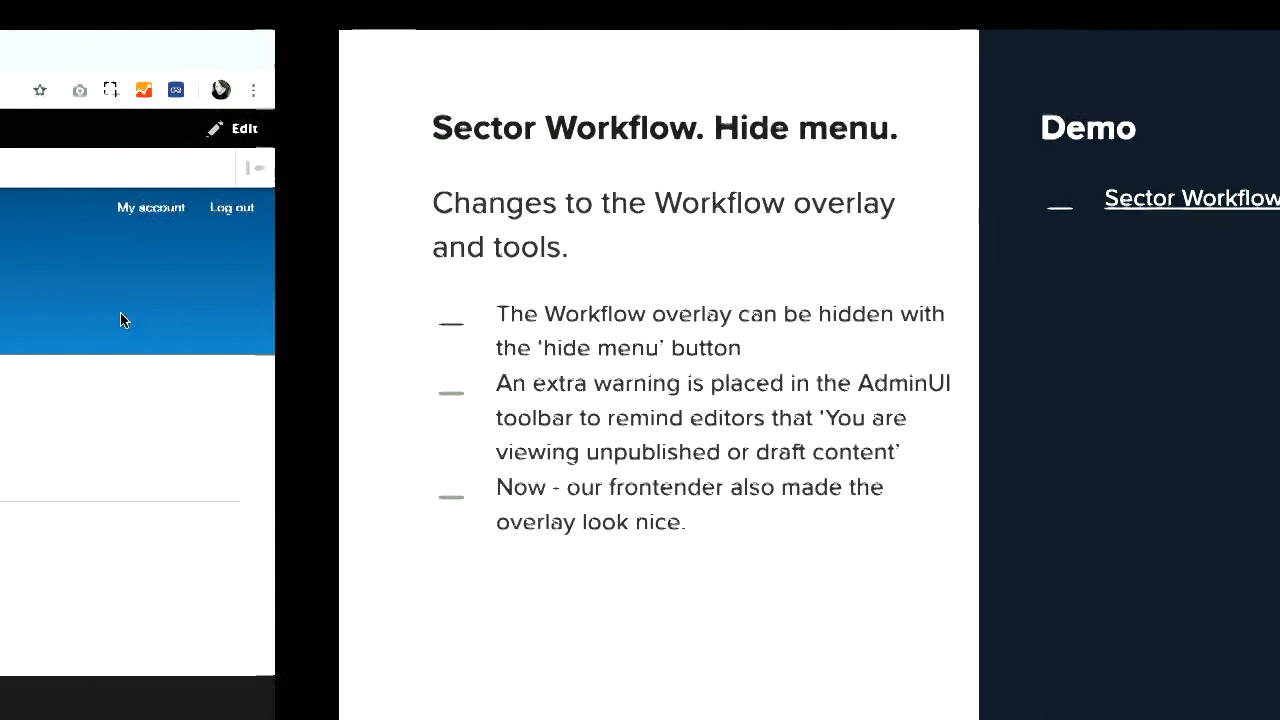 Edit
My account Log out
Sector Workflow. Hide menu.
Changes to the Workflow overlay
and tools.
The Workflow overlay can be hidden with
the ‘hide menu’ button
An extra warning is placed in the AdminUI
toolbar to remind editors that ‘You are
viewing unpublished or draft content’
Now - our frontender also made the
overlay look nice.
Demo
Sector Workflow